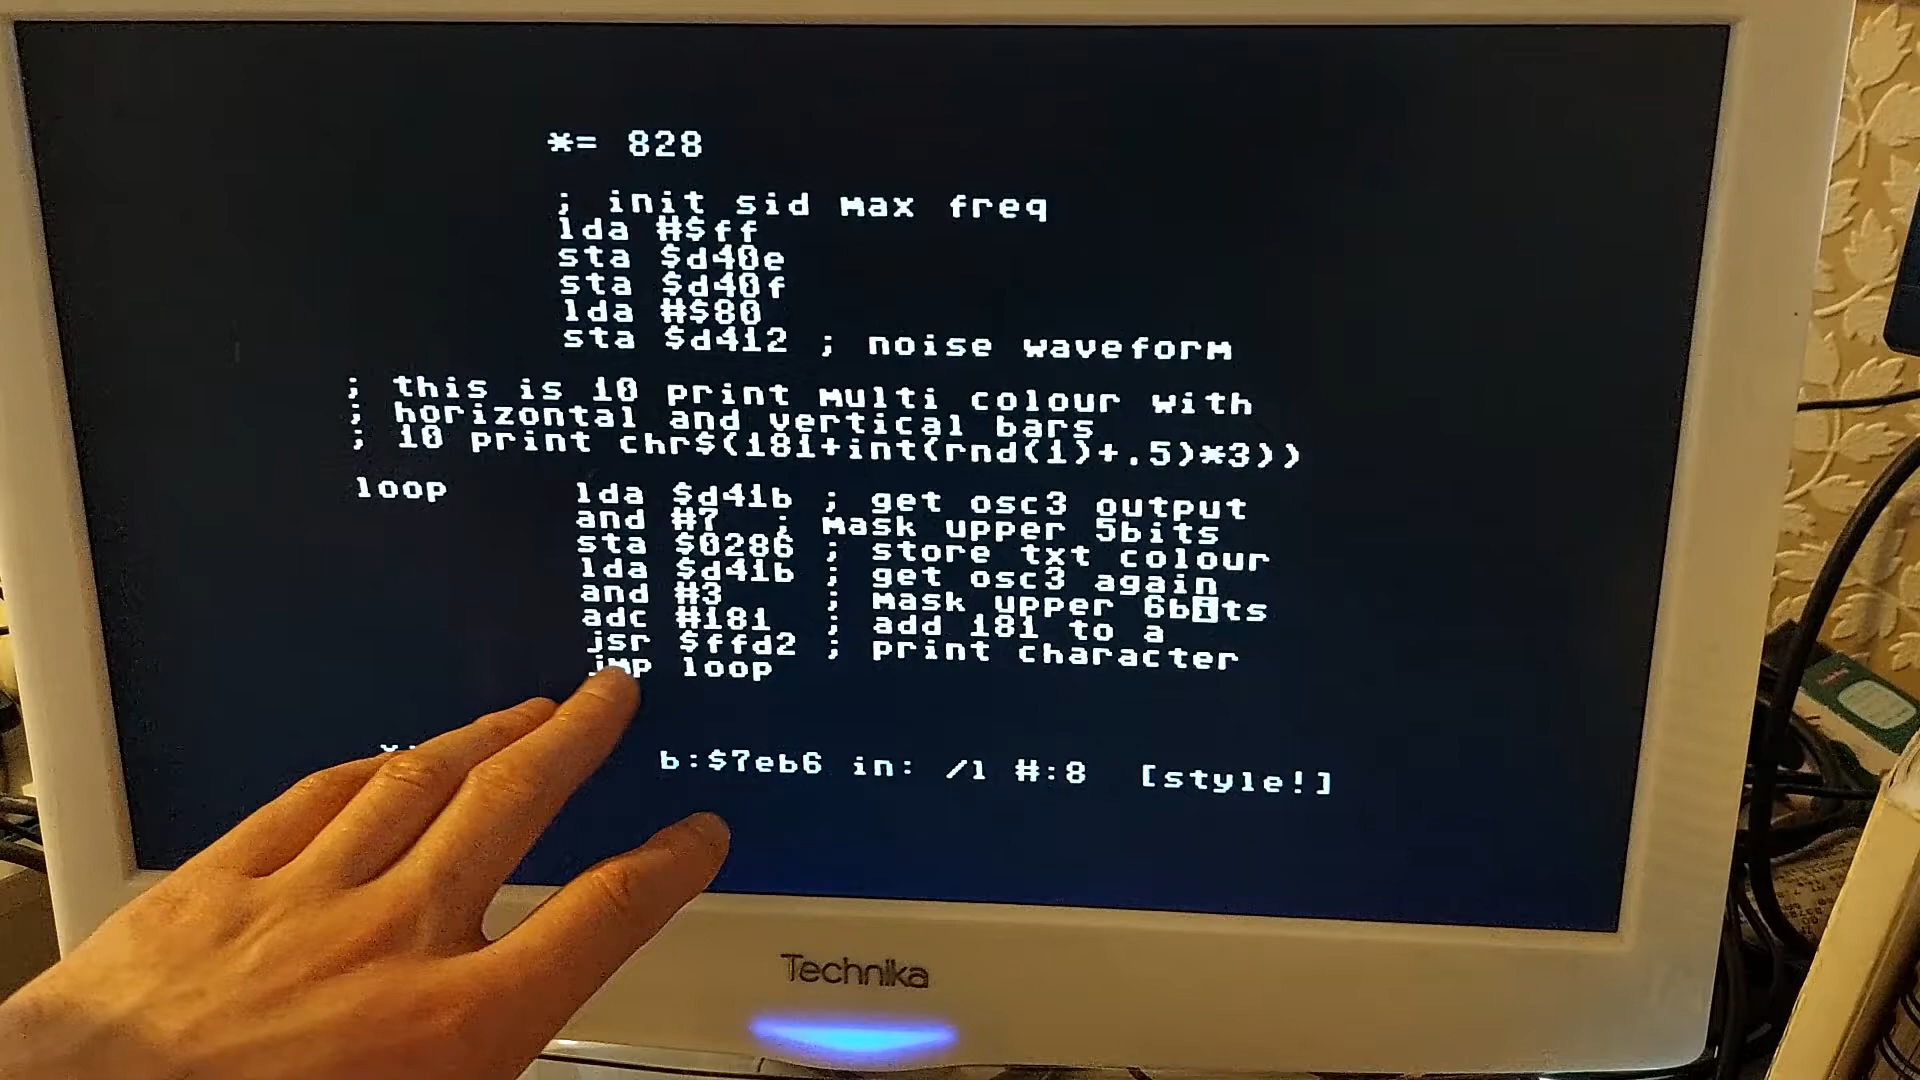 *= 828
; init sid max freq
lda #$ff
sta $d40e
sta $d40f
lda #$80
sta $d412 ; noise waveform
; this is 10 print multi colour with
; horizontal and vertical bars
; 10 print chr$(181+int(rnd(1)+.5)*3))
loop lda $d41b ; get osc3 output
and #7 ; mask upper 5bits
sta $0286 ; store txt colour
lda $d41b ; get osc3 again
and #3 ; mask upper 6bits
adc #181 ; add 181 to a
jsr $ffd2 ; print character
jmp loop
b:$7eb6 in: /1 #:8 [style!]
Technika